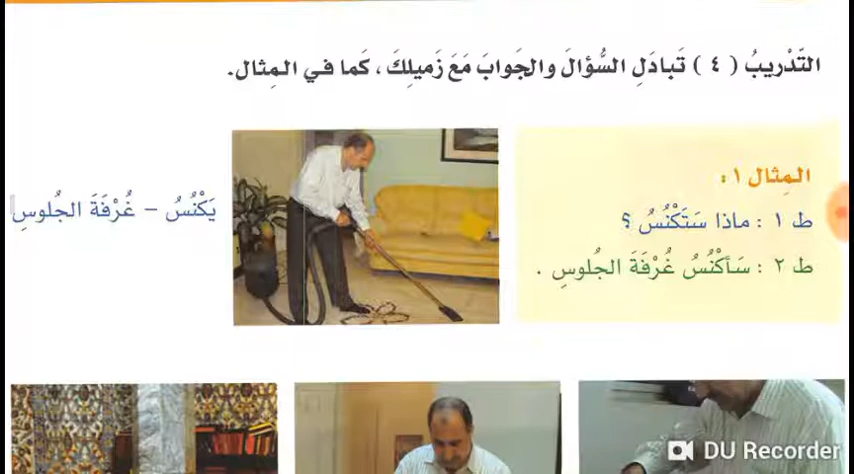 التَّدْريبُ ( ٤ ) تَبادَلِ السُّؤالَ والجَوابَ مَعَ زَميلِكَ ، كَما في المِثال.
المِثال ١ :
ط ١ : ماذا سَتَكْنُسُ ؟
ط ٢ : سَأَكْنُسُ غُرْفَةَ الجُلوسِ .
يَكْنُسُ – غُرْفَةَ الجُلوسِ
DU Recorder